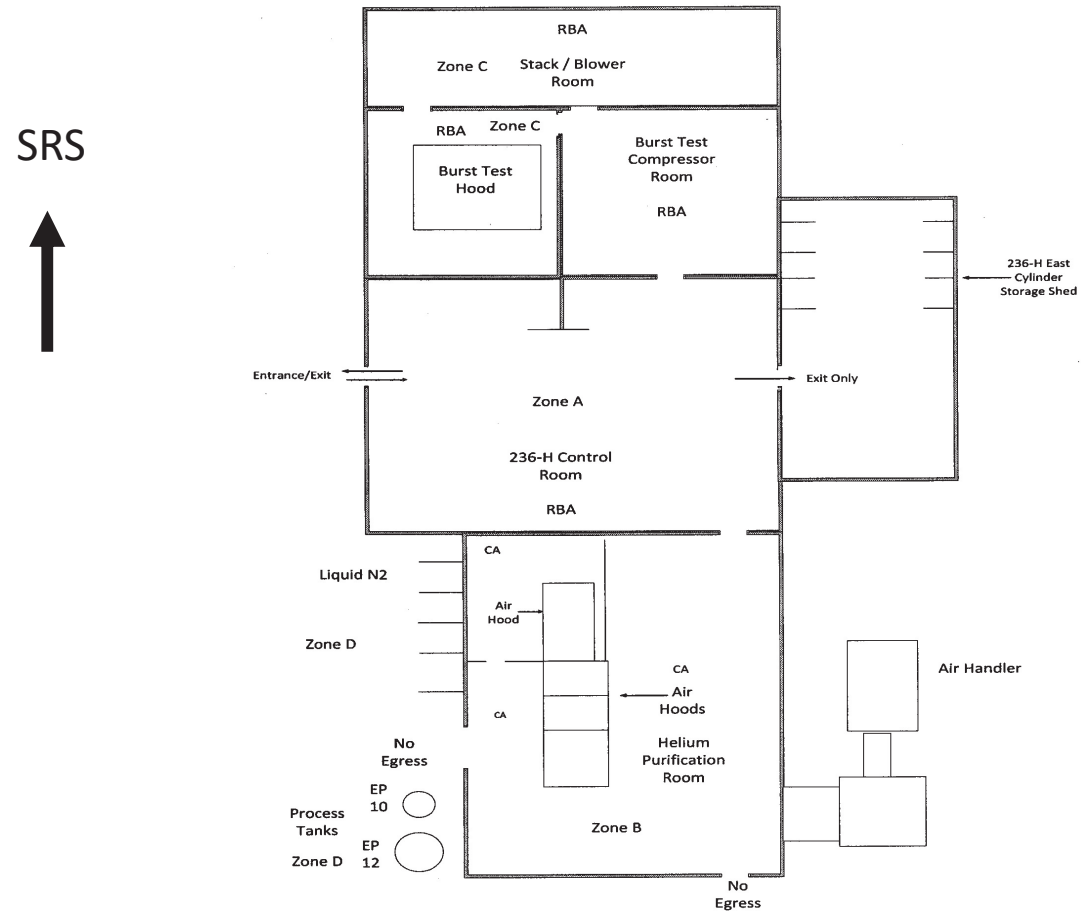 RBA
Zone C
Stack / Blower
Room
SRS
RBA
Zone C
Burst Test
Hood
Burst Test
Compressor
Room
RBA
236-H East
Cylinder
Storage Shed
Entrance/Exit
Exit Only
Zone A
236-H Control
Room
RBA
CA
Liquid N2
Air
Hood
Zone D
CA
Air
Hoods
Air Handler
CA
No
Egress
Helium
Purification
Room
EP
10
Process
Tanks
Zone B
EP
12
Zone D
No
Egress